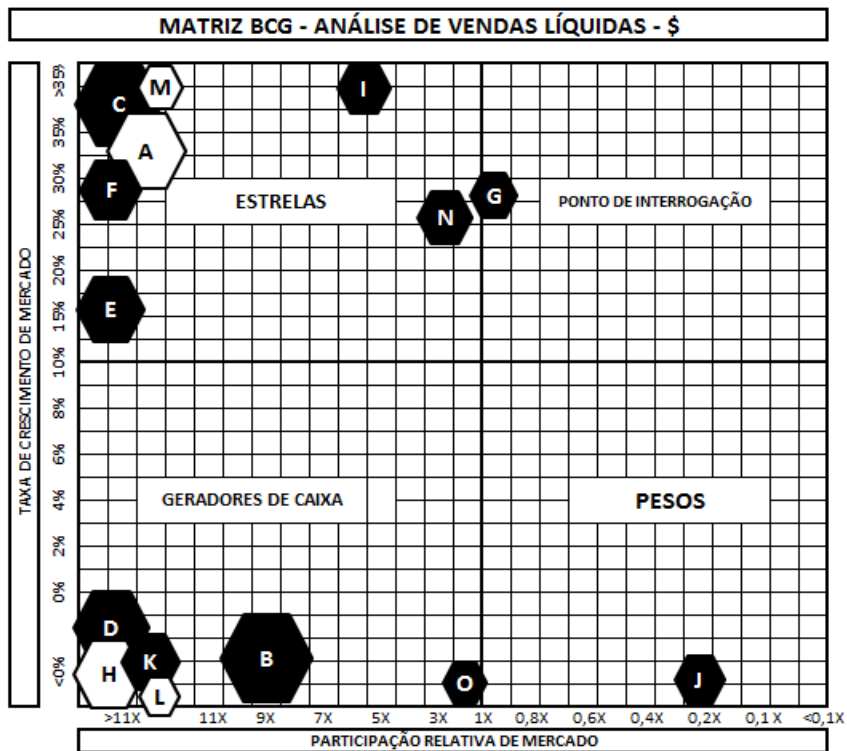 MATRIZ BCG - ANÁLISE DE VENDAS LÍQUIDAS - $
TAXA DE CRESCIMENTO DE MERCADO
>35%
35%
30%
25%
20%
15%
10%
8%
6%
4%
2%
0%
<0%
C
M
I
A
F
ESTRELAS
N
G
PONTO DE INTERROGAÇÃO
E
GERADORES DE CAIXA
PESOS
D
H
K
L
B
O
J
>11X 11X 9X 7X 5X 3X 1X 0,8X 0,6X 0,4X 0,2X 0,1 X <0,1X
PARTICIPAÇÃO RELATIVA DE MERCADO